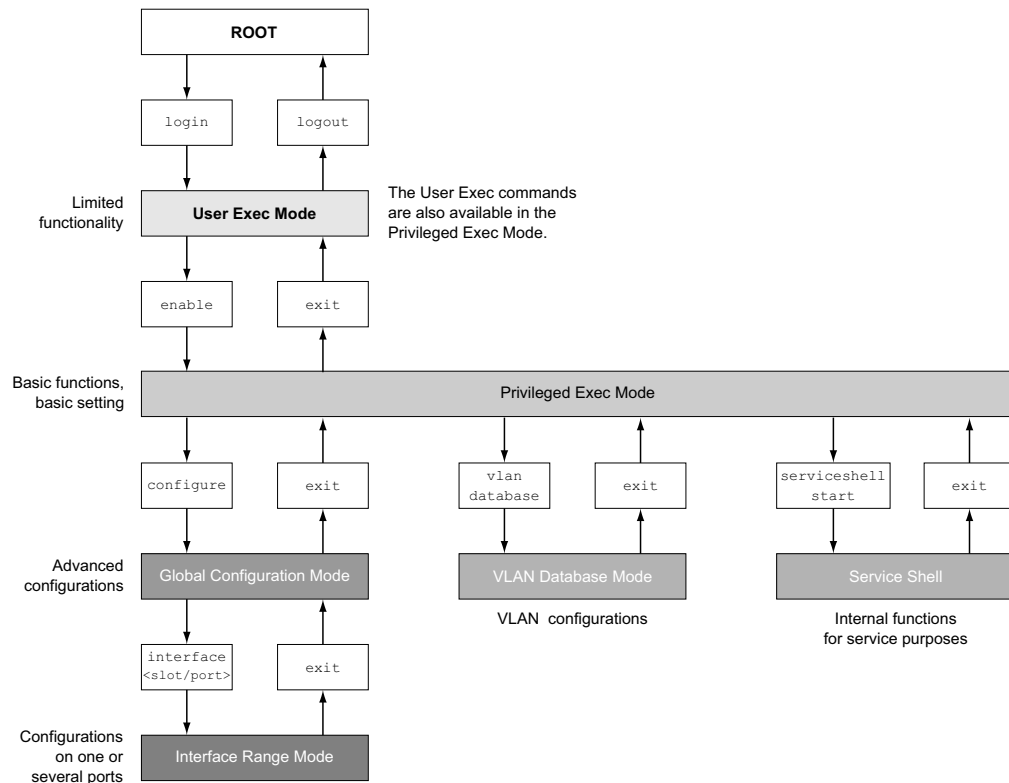 ROOT
login
logout
Limited
functionality
User Exec Mode
The User Exec commands
are also available in the
Privileged Exec Mode.
enable
exit
Basic functions,
basic setting
Privileged Exec Mode
configure
exit
vlan
database
exit
serviceshell
start
exit
Advanced
configurations
Global Configuration Mode
VLAN Database Mode
Service Shell
VLAN configurations
Internal functions
for service purposes
interface
<slot/port>
exit
Configurations
on one or
several ports
Interface Range Mode